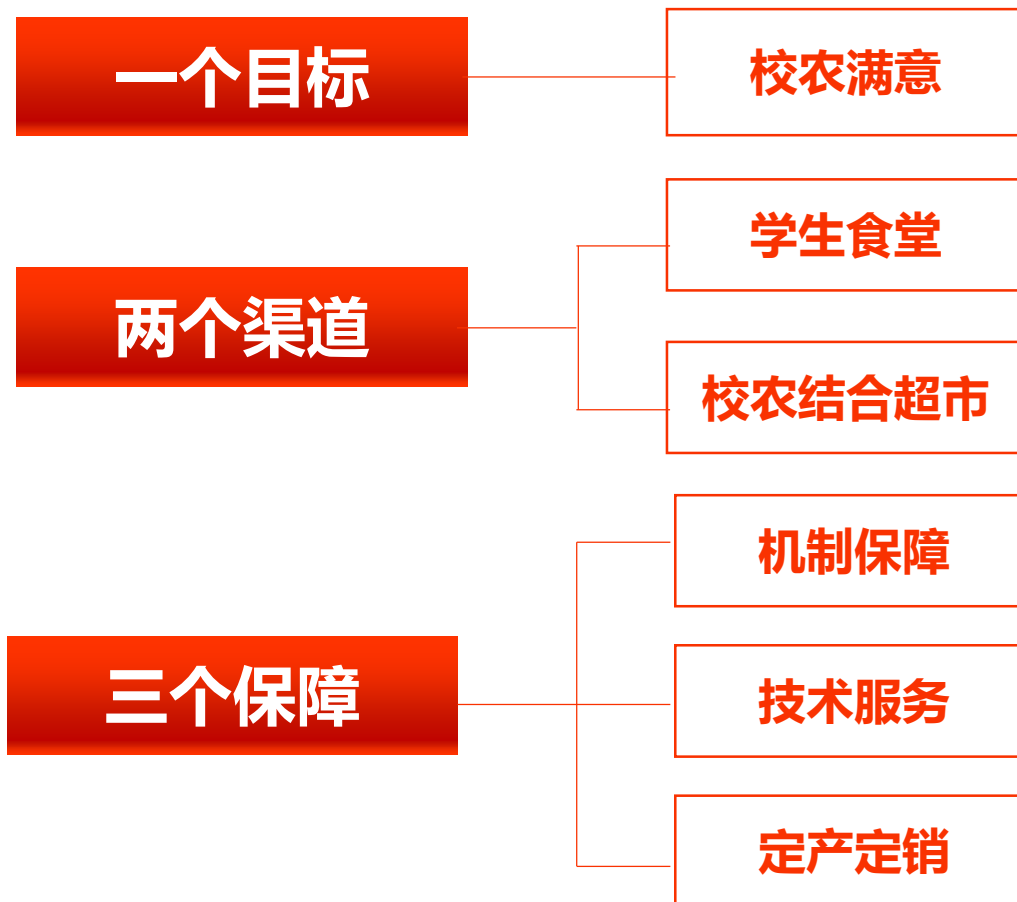 一个目标
校农满意
两个渠道
学生食堂
校农结合超市
三个保障
机制保障
技术服务
定产定销